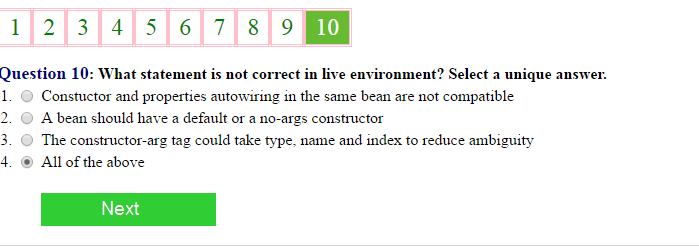 1 2 3 4 5 6 7 8 9 10
Question 10: What statement is not correct in live environment? Select a unique answer.
1. Constuctor and properties autowiring in the same bean are not compatible
2. A bean should have a default or a no-args constructor
3. The constructor-arg tag could take type, name and index to reduce ambiguity
4. All of the above
Next